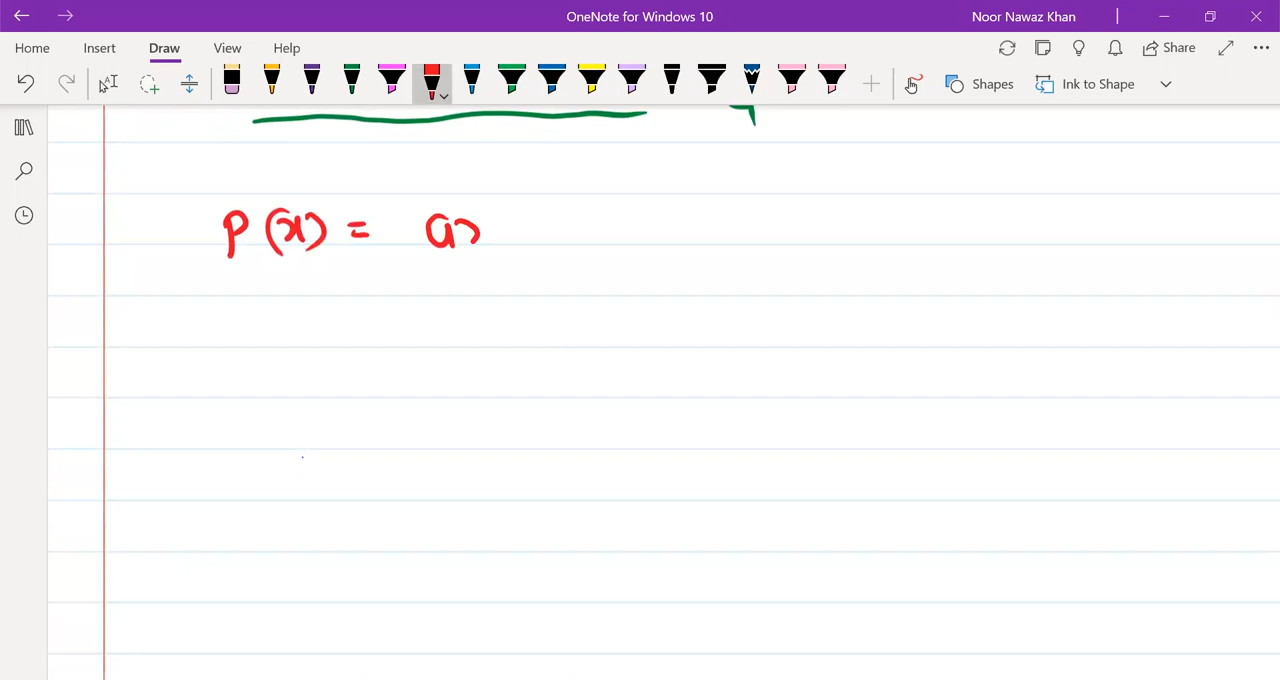 OneNote for Windows 10
Noor Nawaz Khan
Home Insert Draw View Help
Share
Shapes
Ink to Shape
P (x) =